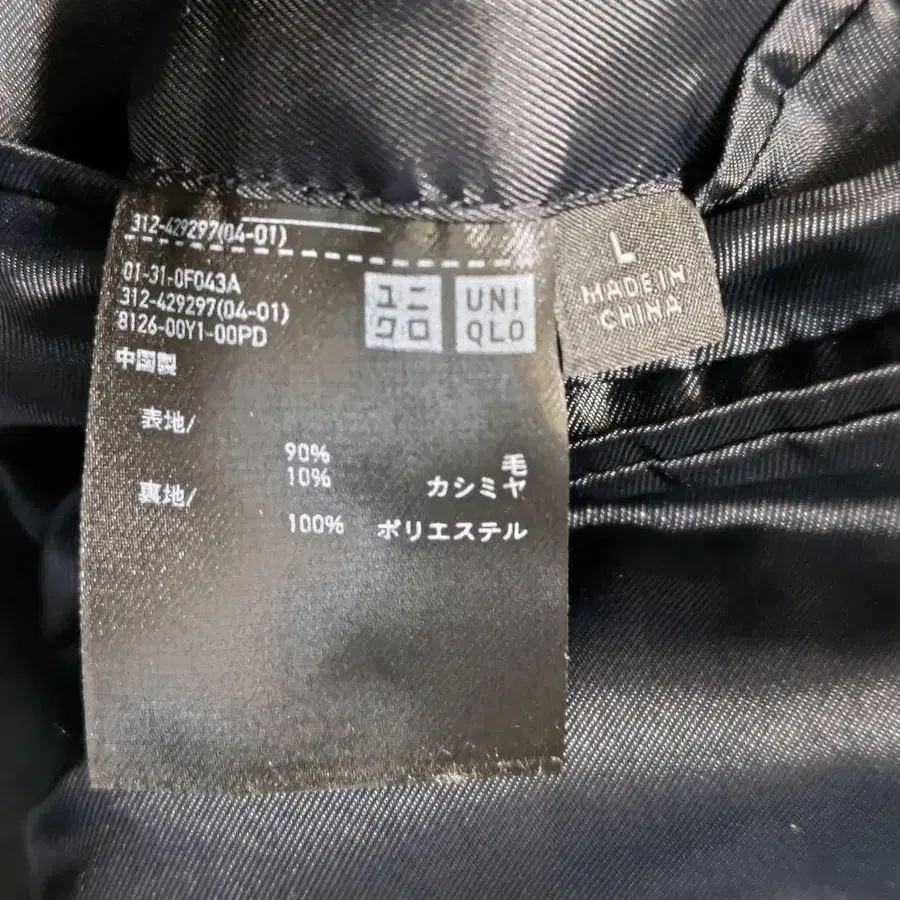 312-429297(04-01)
01-31-0F043A
312-429297(04-01)
8126-00Y1-00PD
中国製
ユニ
クロ
UNI
QLO
L
MADE IN
CHINA
表地/
90% 毛
10% カシミヤ
裏地/
100% ポリエステル